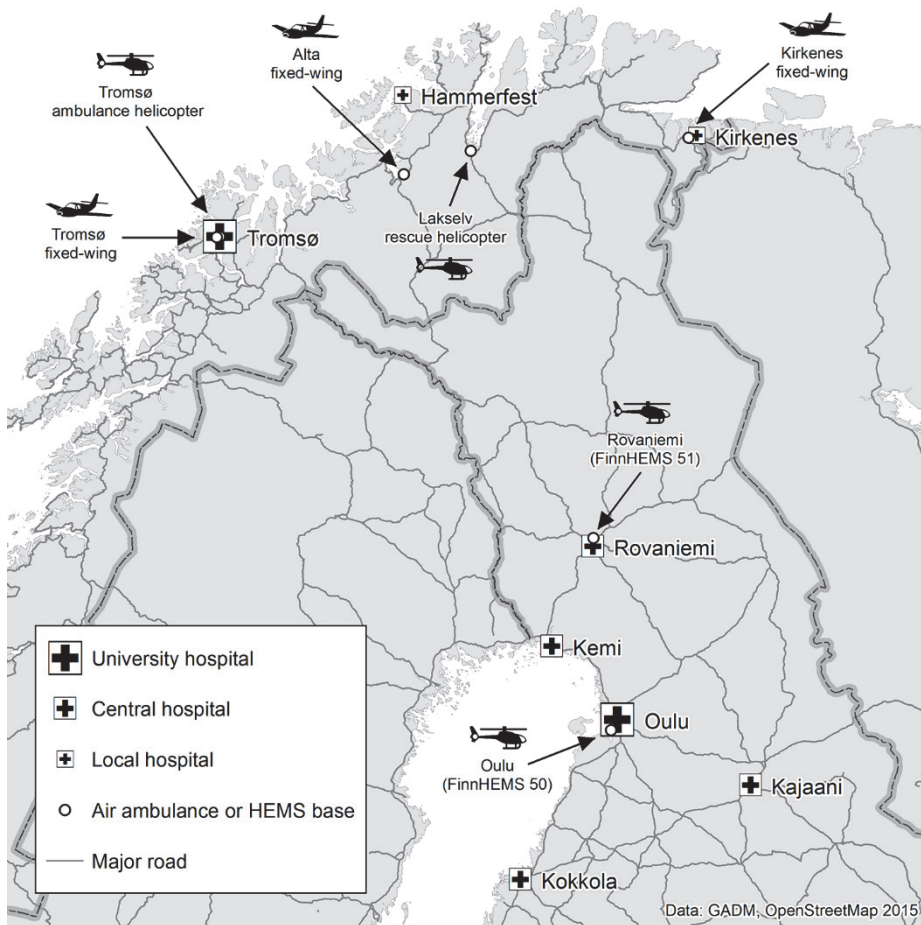 Alta
fixed-wing
Kirkenes
fixed-wing
Tromsø
ambulance helicopter
Hammerfest
Kirkenes
Lakselv
rescue helicopter
Tromsø
fixed-wing
Tromsø
Rovaniemi
(FinnHEMS 51)
Rovaniemi
Kemi
Oulu
Oulu
(FinnHEMS 50)
Kajaani
Kokkola
University hospital
Central hospital
Local hospital
Air ambulance or HEMS base
Major road
Data: GADM, OpenStreetMap 2015